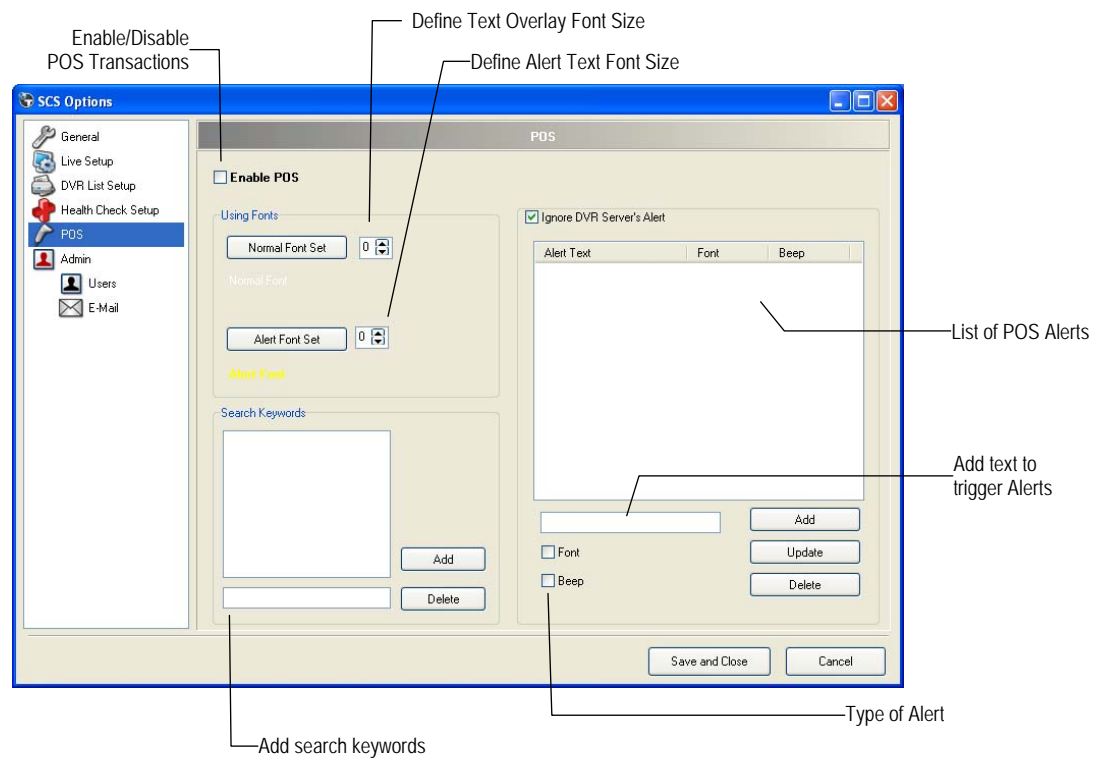 Define Text Overlay Font Size
Enable/Disable
POS Transactions
Define Alert Text Font Size
SCS Options
General
Live Setup
DVR List Setup
Health Check Setup
POS
Admin
Users
E-Mail
POS
Enable POS
Using Fonts
Normal Font Set
0
Normal Font
Alert Font Set
0
Alert Font
Search Keywords
Add
Delete
Ignore DVR Server's Alert
Alert Text Font Beep
List of POS Alerts
Add text to
trigger Alerts
Add
Font
Update
Beep
Delete
Save and Close
Cancel
Type of Alert
Add search keywords